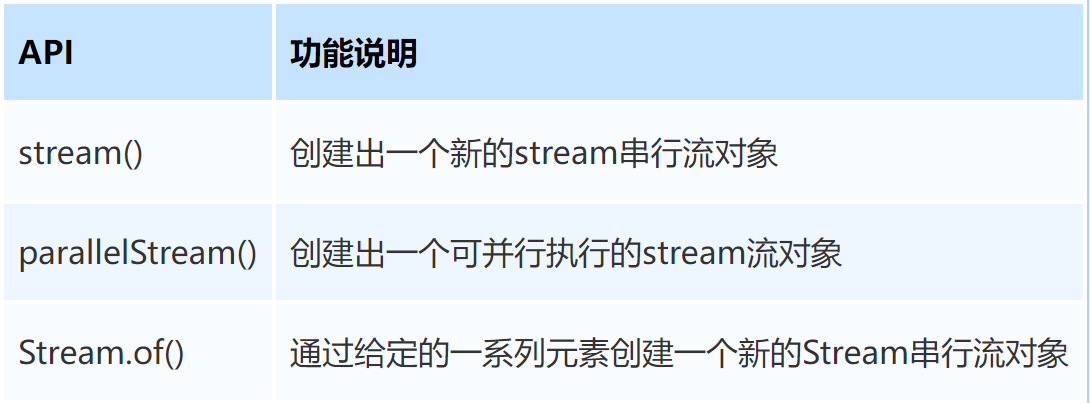 API 功能说明
stream() 创建出一个新的stream串行流对象
parallelStream() 创建出一个可并行执行的stream流对象
Stream.of() 通过给定的一系列元素创建一个新的Stream串行流对象